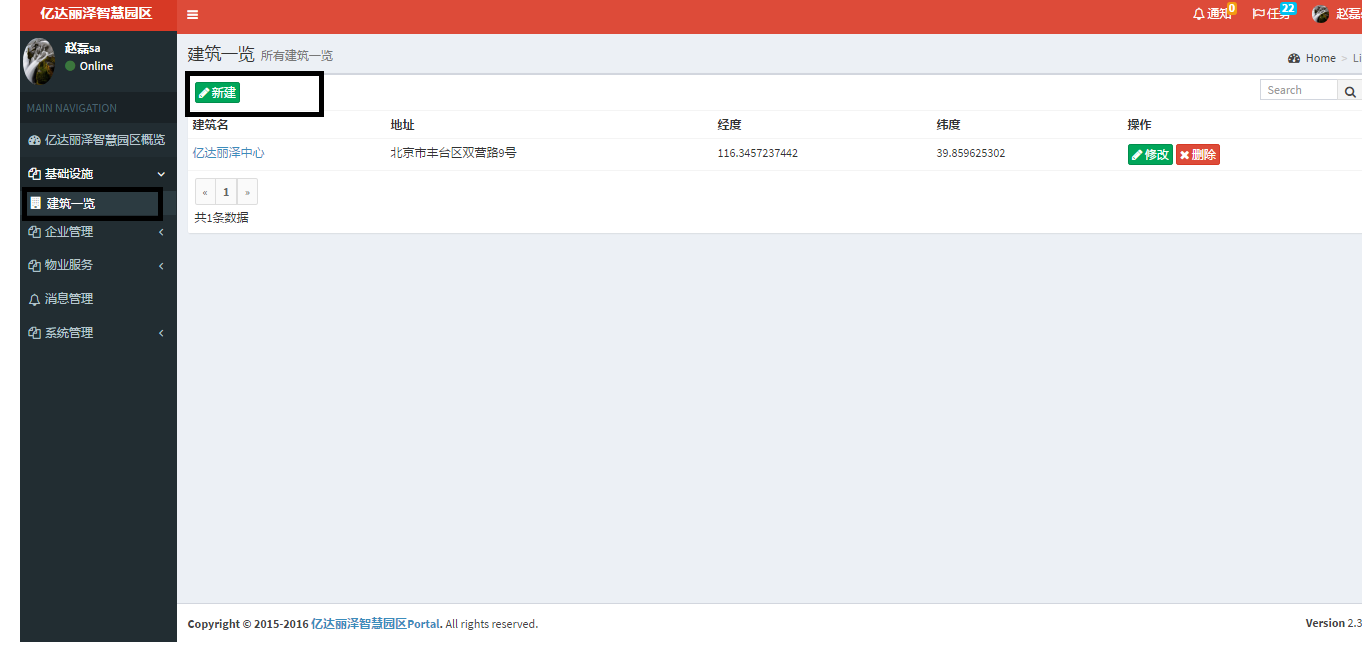 亿达丽泽智慧园区
通知 0
任务 22
赵磊
赵磊sa
Online
MAIN NAVIGATION
亿达丽泽智慧园区概览
基础设施
建筑一览
企业管理
物业服务
消息管理
系统管理
建筑一览 所有建筑一览
Home > Li
新建
Search
建筑名 地址 经度 纬度 操作
亿达丽泽中心 北京市丰台区双营路9号 116.3457237442 39.859625302 修改 删除
« 1 »
共1条数据
Copyright © 2015-2016 亿达丽泽智慧园区Portal. All rights reserved.
Version 2.3